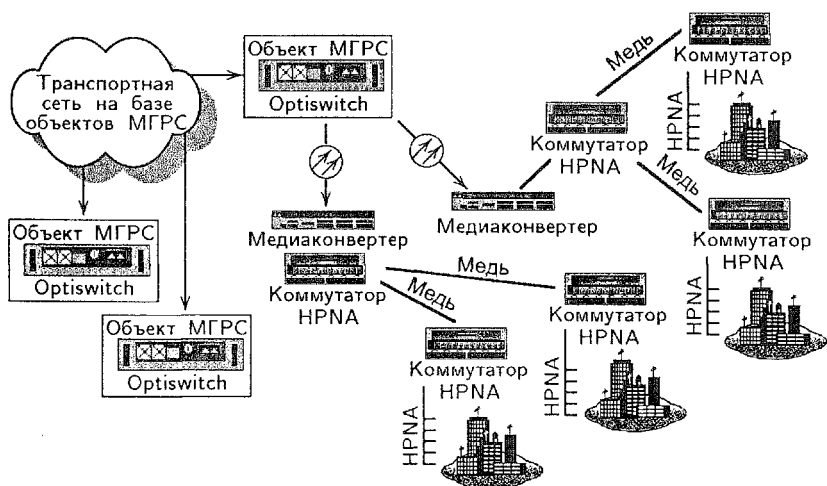 Транспортная
сеть на базе
объектов МГРС
Объект МГРС
Optiswitch
Объект МГРС
Optiswitch
Объект МГРС
Optiswitch
Медиаконвертер
Коммутатор
HPNA
Медиаконвертер
Коммутатор
HPNA
Медь
Коммутатор
HPNA
HPNA
Медь
Коммутатор
HPNA
HPNA
Медь
Коммутатор
HPNA
HPNA
Медь
Коммутатор
HPNA
HPNA